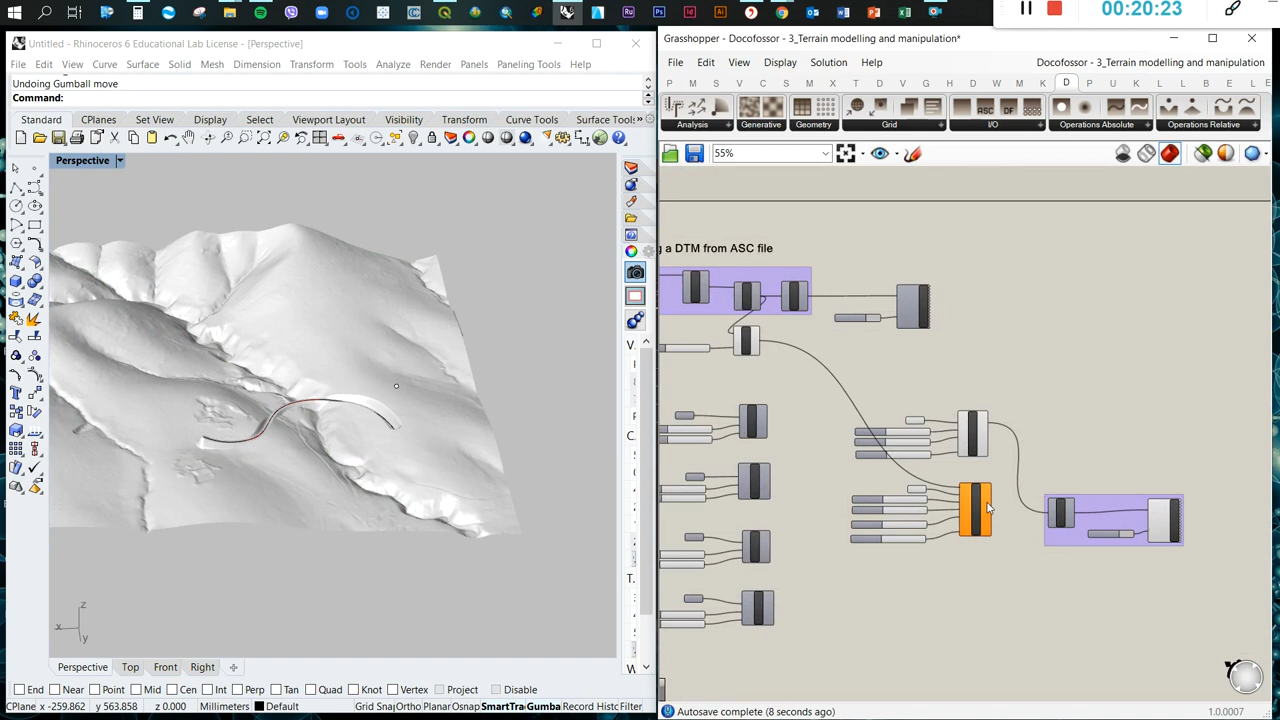 00:20:23
Untitled - Rhinoceros 6 Educational Lab License - [Perspective]
File Edit View Curve Surface Solid Mesh Dimension Transform Tools Analyze Render Panels Paneling Tools Help
Undoing Gumball move
Command:
Standard CPlanes Set View Display Select Viewport Layout Visibility Transform Curve Tools Surface Tools
Perspective
z
x
y
Perspective Top Front Right
End Near Point Mid Cen Int Perp Tan Quad Knot Vertex Project Disable
CPlane x -259.862 y 563.858 z 0.000 Millimeters Default Grid Snap Ortho Planar Osnap SmartTra Gumba Record Histo Filter
V.
C.
T.
W
Grasshopper - Docofossor - 3_Terrain modelling and manipulation*
File Edit View Display Solution Help
Docofossor - 3_Terrain modelling and manipulation
P M S V C I S D T D V V L K W M D C P M U D L L E
Analysis Generative Geometry Grid I/O Operations Absolute Operations Relative
ASC DF
55%
g a DTM from ASC file
Autosave complete (8 seconds ago)
1.0.0007